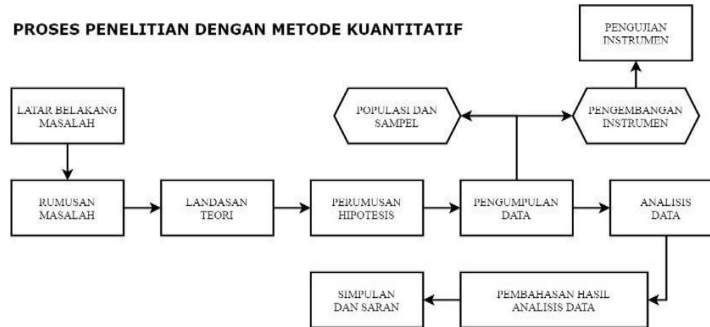 PROSES PENELITIAN DENGAN METODE KUANTITATIF
PENGUJIAN
INSTRUMEN
LATAR BELAKANG
MASALAH
POPULASI DAN
SAMPEL
PENGEMBANGAN
INSTRUMEN
RUMUSAN
MASALAH
LANDASAN
TEORI
PERUMUSAN
HIPOTESIS
PENGUMPULAN
DATA
ANALISIS
DATA
SIMPULAN
DAN SARAN
PEMBAHASAN HASIL
ANALISIS DATA